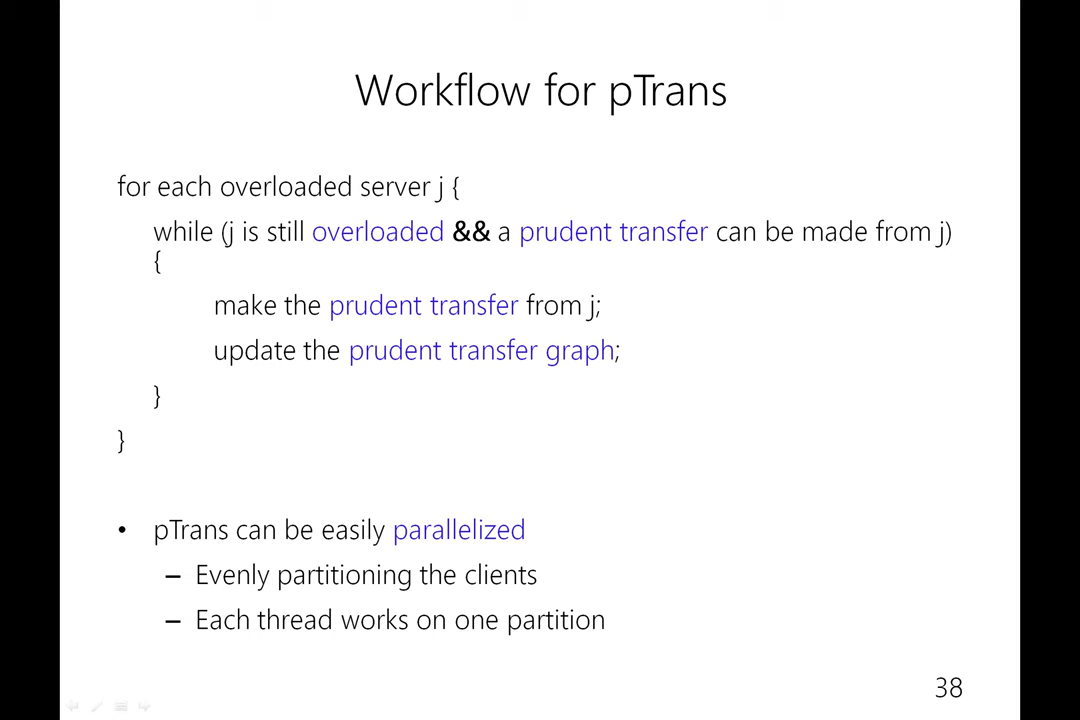 Workflow for pTrans
for each overloaded server j {
while (j is still overloaded && a prudent transfer can be made from j)
{
make the prudent transfer from j;
update the prudent transfer graph;
}
}
• pTrans can be easily parallelized
– Evenly partitioning the clients
– Each thread works on one partition
38